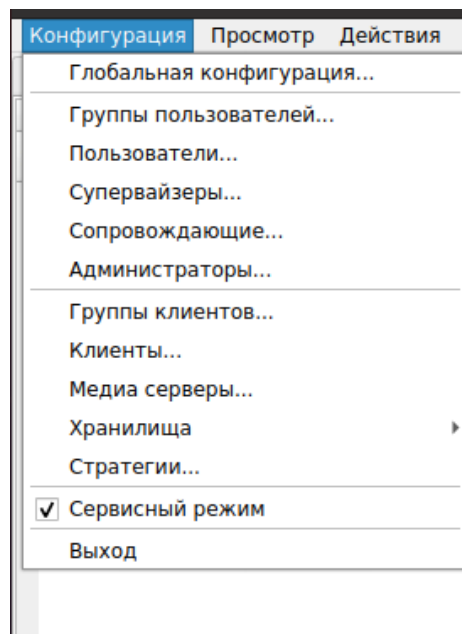 Конфигурация Просмотр Действия
Глобальная конфигурация...
Группы пользователей...
Пользователи...
Супервайзеры...
Сопровождающие...
Администраторы...
Группы клиентов...
Клиенты...
Медиа серверы...
Хранилища
Стратегии...
Сервисный режим
Выход